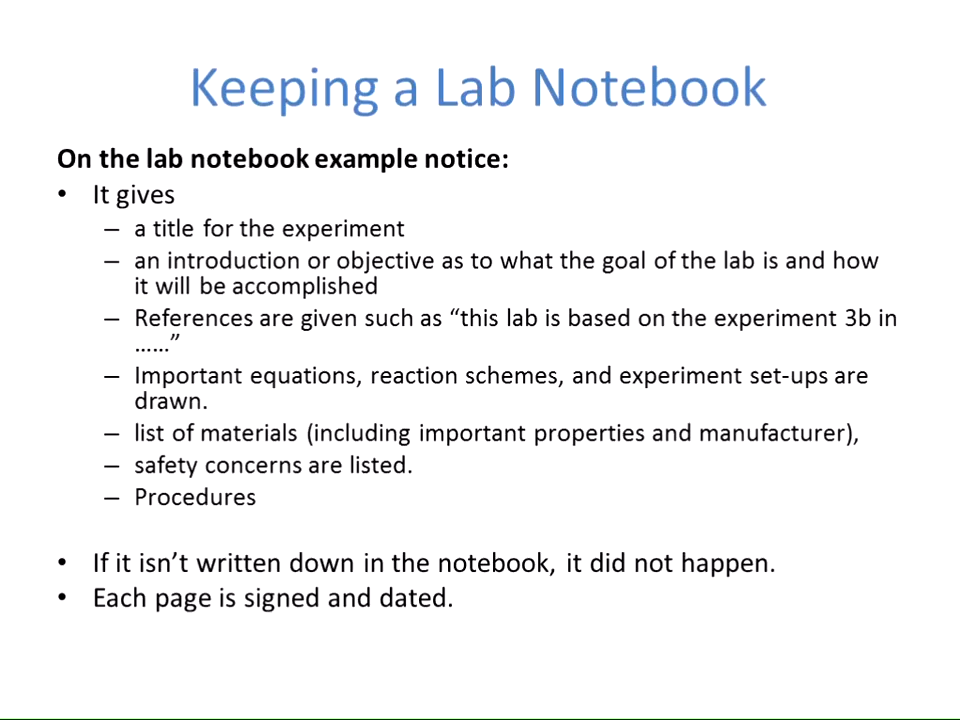 Keeping a Lab Notebook
On the lab notebook example notice:
• It gives
– a title for the experiment
– an introduction or objective as to what the goal of the lab is and how
it will be accomplished
– References are given such as “this lab is based on the experiment 3b in
……”
– Important equations, reaction schemes, and experiment set-ups are
drawn.
– list of materials (including important properties and manufacturer),
– safety concerns are listed.
– Procedures
• If it isn’t written down in the notebook, it did not happen.
• Each page is signed and dated.